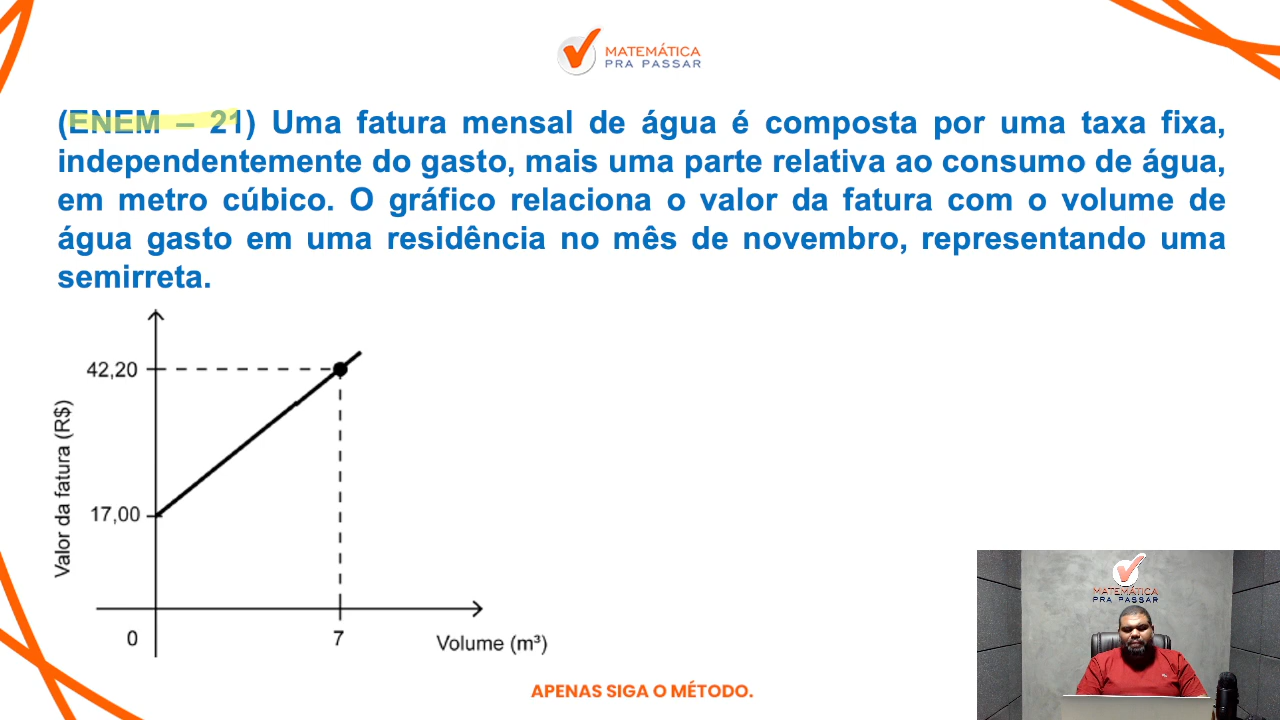 MATEMÁTICA
PRA PASSAR
(ENEM – 21) Uma fatura mensal de água é composta por uma taxa fixa,
independentemente do gasto, mais uma parte relativa ao consumo de água,
em metro cúbico. O gráfico relaciona o valor da fatura com o volume de
água gasto em uma residência no mês de novembro, representando uma
semirreta.
42,20
Valor da fatura (R$)
17,00
0
7
Volume (m³)
MATEMÁTICA
PRA PASSAR
APENAS SIGA O MÉTODO.